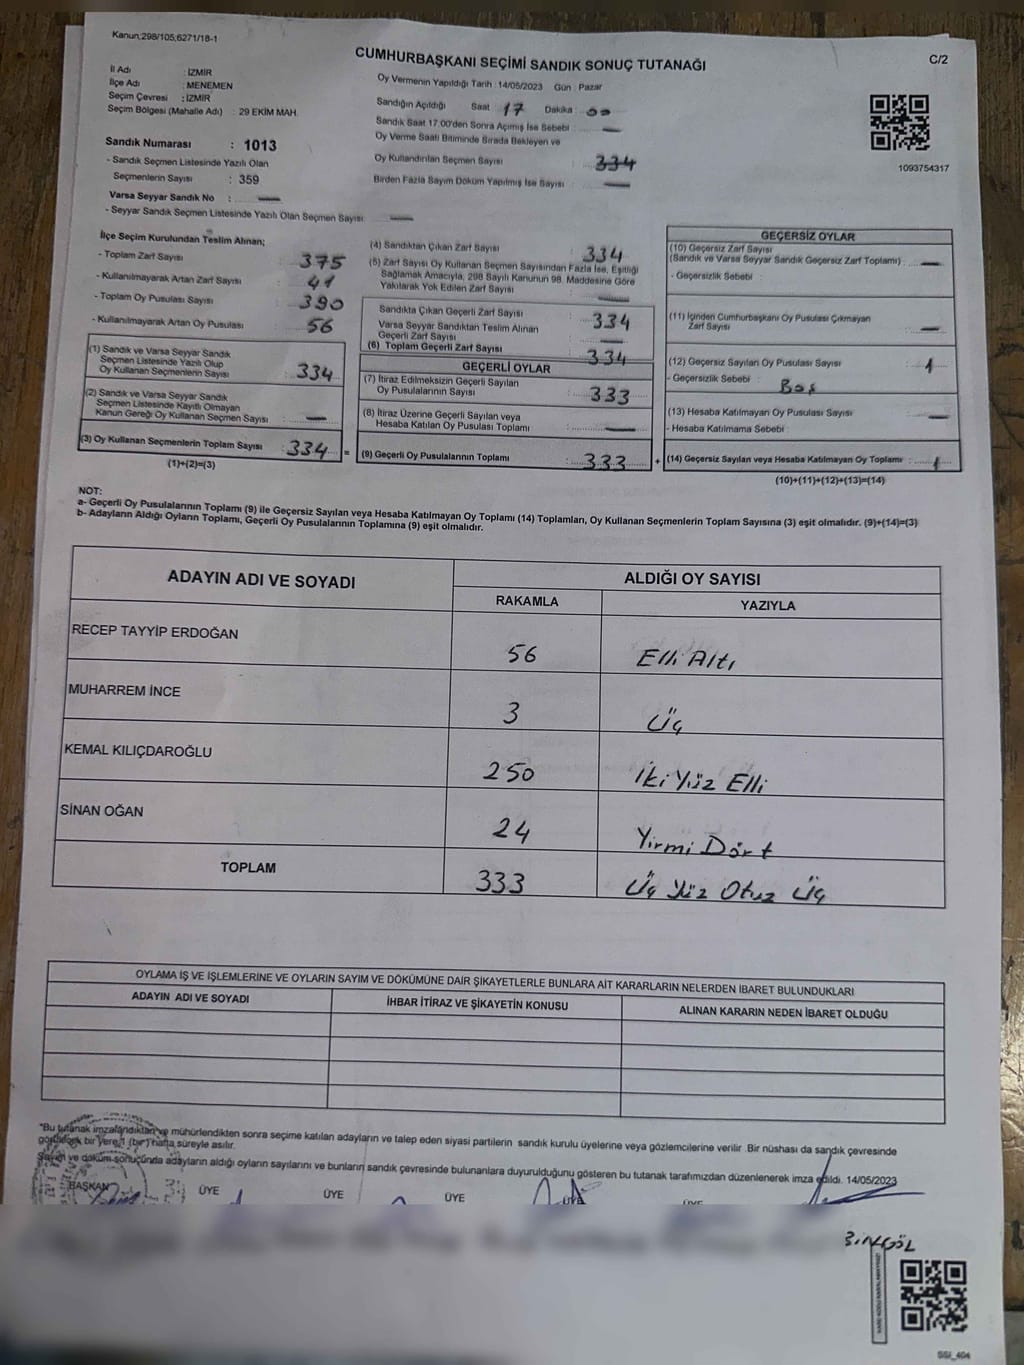 Kanun;298/105;6271/18-1
CUMHURBAŞKANI SEÇİMİ SANDIK SONUÇ TUTANAĞI
C/2
İl Adı : İZMİR
İlçe Adı : MENEMEN
Seçim Çevresi : İZMİR
Seçim Bölgesi (Mahalle Adı) : 29 EKİM MAH.
Sandık Numarası : 1013
- Sandık Seçmen Listesinde Yazılı Olan
Seçmenlerin Sayısı : 359
Varsa Seyyar Sandık No : —
- Seyyar Sandık Seçmen Listesinde Yazılı Olan Seçmen Sayısı : —
Oy Vermenin Yapıldığı Tarih : 14/05/2023 Gün : Pazar
Sandığın Açıldığı Saat 17 Dakika : 00
Sandık Saat 17.00'den Sonra Açımış İse Sebebi : —
Oy Verme Saati Bitiminde Sırada Bekleyen ve
Oy Kullandırılan Seçmen Sayısı : 334
Birden Fazla Sayım Döküm Yapılmış İse Sayısı : —
1093754317
İlçe Seçim Kurulundan Teslim Alınan;
- Toplam Zarf Sayısı : 375
- Kullanılmayarak Artan Zarf Sayısı : 41
- Toplam Oy Pusulası Sayısı : 390
- Kullanılmayarak Artan Oy Pusulası : 56
(1) Sandık ve Varsa Seyyar Sandık
Seçmen Listesinde Yazılı Olup
Oy Kullanan Seçmenlerin Sayısı : 334
(2) Sandık ve Varsa Seyyar Sandık
Seçmen Listesinde Kayıtlı Olmayan
Kanun Gereği Oy Kullanan Seçmen Sayısı : —
(3) Oy Kullanan Seçmenlerin Toplam Sayısı : 334 =
(1)+(2)=(3)
(4) Sandıktan Çıkan Zarf Sayısı : 334
(5) Zarf Sayısı Oy Kullanan Seçmen Sayısından Fazla İse, Eşitliği
Sağlamak Amacıyla, 298 Sayılı Kanunun 98. Maddesine Göre
Yakılarak Yok Edilen Zarf Sayısı : —
Sandıkta Çıkan Geçerli Zarf Sayısı : 334
Varsa Seyyar Sandıktan Teslim Alınan
Geçerli Zarf Sayısı : —
(6) Toplam Geçerli Zarf Sayısı : 334
GEÇERLİ OYLAR
(7) İtiraz Edilmeksizin Geçerli Sayılan
Oy Pusulalarının Sayısı : 333
(8) İtiraz Üzerine Geçerli Sayılan veya
Hesaba Katılan Oy Pusulası Toplamı : —
(9) Geçerli Oy Pusulalarının Toplamı : 333 +
GEÇERSİZ OYLAR
(10) Geçersiz Zarf Sayısı
(Sandık ve Varsa Seyyar Sandık Geçersiz Zarf Toplamı) : —
- Geçersizlik Sebebi :
(11) İçinden Cumhurbaşkanı Oy Pusulası Çıkmayan
Zarf Sayısı : —
(12) Geçersiz Sayılan Oy Pusulası Sayısı : 1
- Geçersizlik Sebebi : Boş
(13) Hesaba Katılmayan Oy Pusulası Sayısı : —
- Hesaba Katılmama Sebebi :
(14) Geçersiz Sayılan veya Hesaba Katılmayan Oy Toplamı : 1
(10)+(11)+(12)+(13)=(14)
NOT:
a- Geçerli Oy Pusulalarının Toplamı (9) ile Geçersiz Sayılan veya Hesaba Katılmayan Oy Toplamı (14) Toplamları, Oy Kullanan Seçmenlerin Toplam Sayısına (3) eşit olmalıdır. (9)+(14)=(3)
b- Adayların Aldığı Oyların Toplamı, Geçerli Oy Pusulalarının Toplamına (9) eşit olmalıdır.
ADAYIN ADI VE SOYADI
ALDIĞI OY SAYISI
RAKAMLA YAZIYLA
RECEP TAYYİP ERDOĞAN 56 Elli Altı
MUHARREM İNCE 3 Üç
KEMAL KILIÇDAROĞLU 250 İki Yüz Elli
SİNAN OĞAN 24 Yirmi Dört
TOPLAM 333 Üç Yüz Otuz Üç
OYLAMA İŞ VE İŞLEMLERİNE VE OYLARIN SAYIM VE DÖKÜMÜNE DAİR ŞİKAYETLERLE BUNLARA AİT KARARLARIN NELERDEN İBARET BULUNDUKLARI
ADAYIN ADI VE SOYADI İHBAR İTİRAZ VE ŞİKAYETİN KONUSU ALINAN KARARIN NEDEN İBARET OLDUĞU
"Bu tutanak imzalandıktan ve mühürlendikten sonra seçime katılan adayların ve talep eden siyasi partilerin sandık kurulu üyelerine veya gözlemcilerine verilir .Bir nüshası da sandık çevresinde
görülecek bir yere 1 (bir) hafta süreyle asılır.
Sayım ve döküm sonucunda adayların aldığı oyların sayılarını ve bunların sandık çevresinde bulunanlara duyurulduğunu gösteren bu tutanak tarafımızdan düzenlenerek imza edildi. 14/05/2023
BAŞKAN ÜYE ÜYE ÜYE ÜYE ÜYE
BİNGÖL
SSI_404